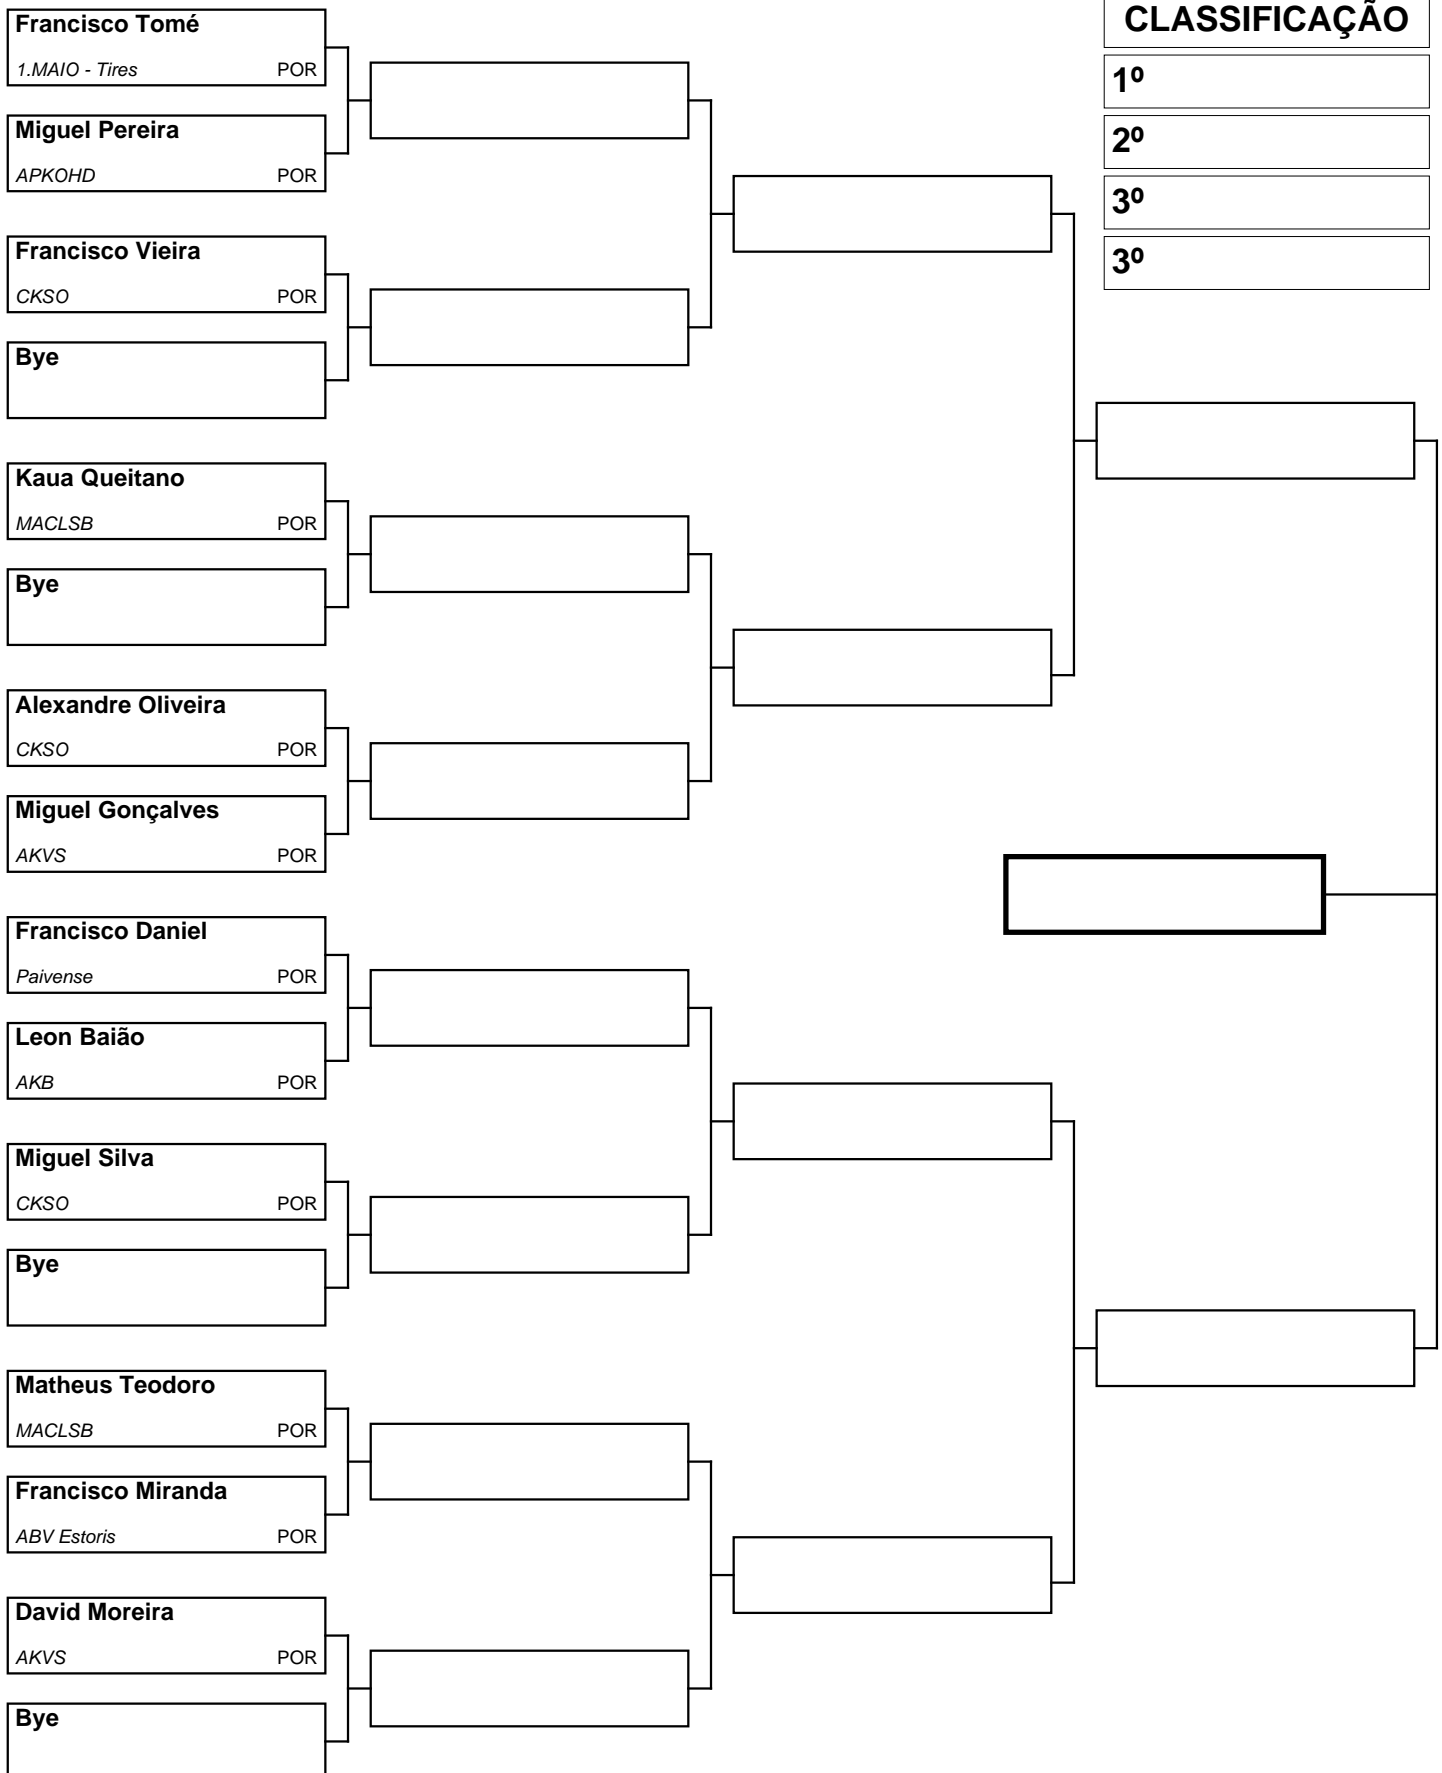 Francisco Tomé
1.MAIO - Tires POR
Miguel Pereira
APKOHD POR
Francisco Vieira
CKSO POR
Bye
Kaua Queitano
MACLSB POR
Bye
Alexandre Oliveira
CKSO POR
Miguel Gonçalves
AKVS POR
Francisco Daniel
Paivense POR
Leon Baião
AKB POR
Miguel Silva
CKSO POR
Bye
Matheus Teodoro
MACLSB POR
Francisco Miranda
ABV Estoris POR
David Moreira
AKVS POR
Bye
CLASSIFICAÇÃO
1º
2º
3º
3º